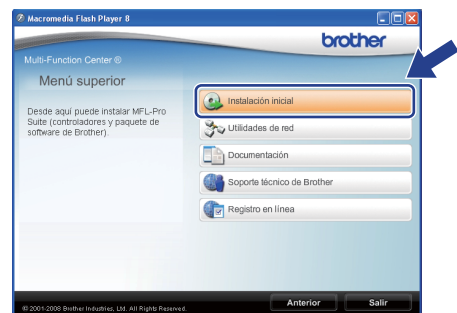 Macromedia Flash Player 8
brother
Multi-Function Center ®
Menú superior
Desde aquí puede instalar MFL-Pro
Suite (controladores y paquete de
software de Brother).
Instalación inicial
Utilidades de red
Documentación
Soporte técnico de Brother
Registro en línea
© 2001-2008 Brother Industries, Ltd. All Rights Reserved.
Anterior
Salir